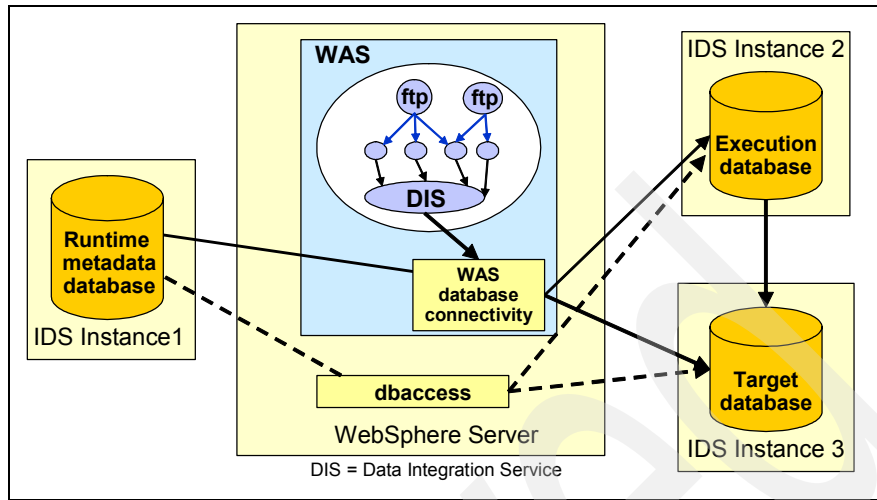 WAS
ftp
ftp
DIS
WAS
database
connectivity
Runtime
metadata
database
IDS Instance1
dbaccess
WebSphere Server
DIS = Data Integration Service
IDS Instance 2
Execution
database
Target
database
IDS Instance 3